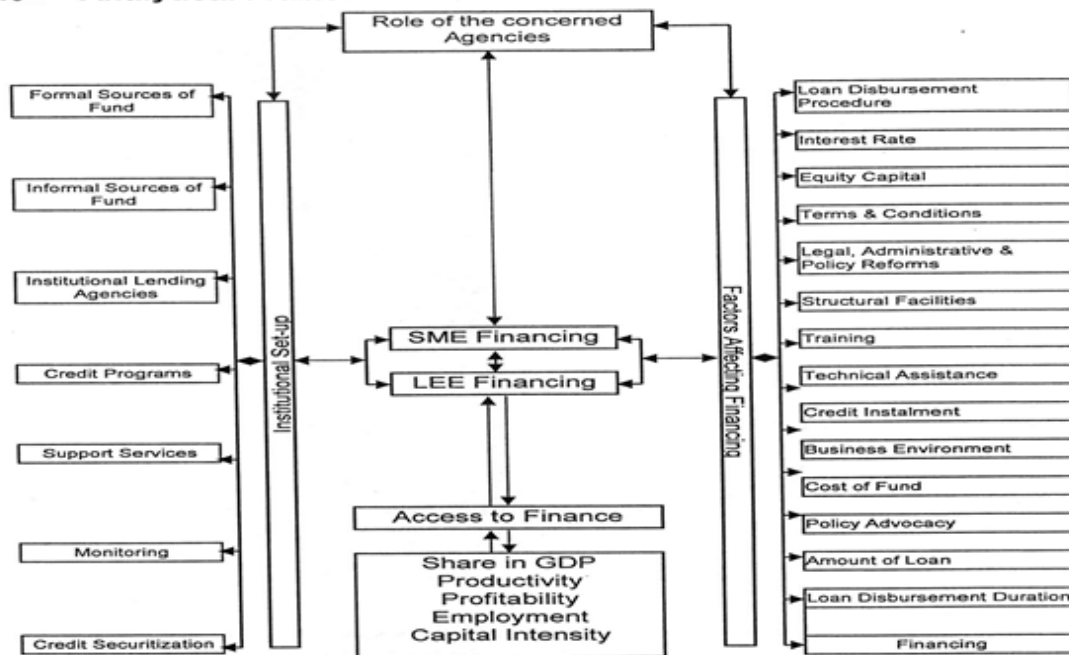 Role of the concerned
Agencies
Formal Sources of
Fund
Informal Sources of
Fund
Institutional Lending
Agencies
Credit Programs
Support Services
Monitoring
Credit Securitization
Institutional Set-up
SME Financing
LEE Financing
Access to Finance
Share in GDP
Productivity
Profitability
Employment
Capital Intensity
Factors Affecting Financing
Loan Disbursement
Procedure
Interest Rate
Equity Capital
Terms & Conditions
Legal, Administrative &
Policy Reforms
Structural Facilities
Training
Technical Assistance
Credit Instalment
Business Environment
Cost of Fund
Policy Advocacy
Amount of Loan
Loan Disbursement Duration
Financing